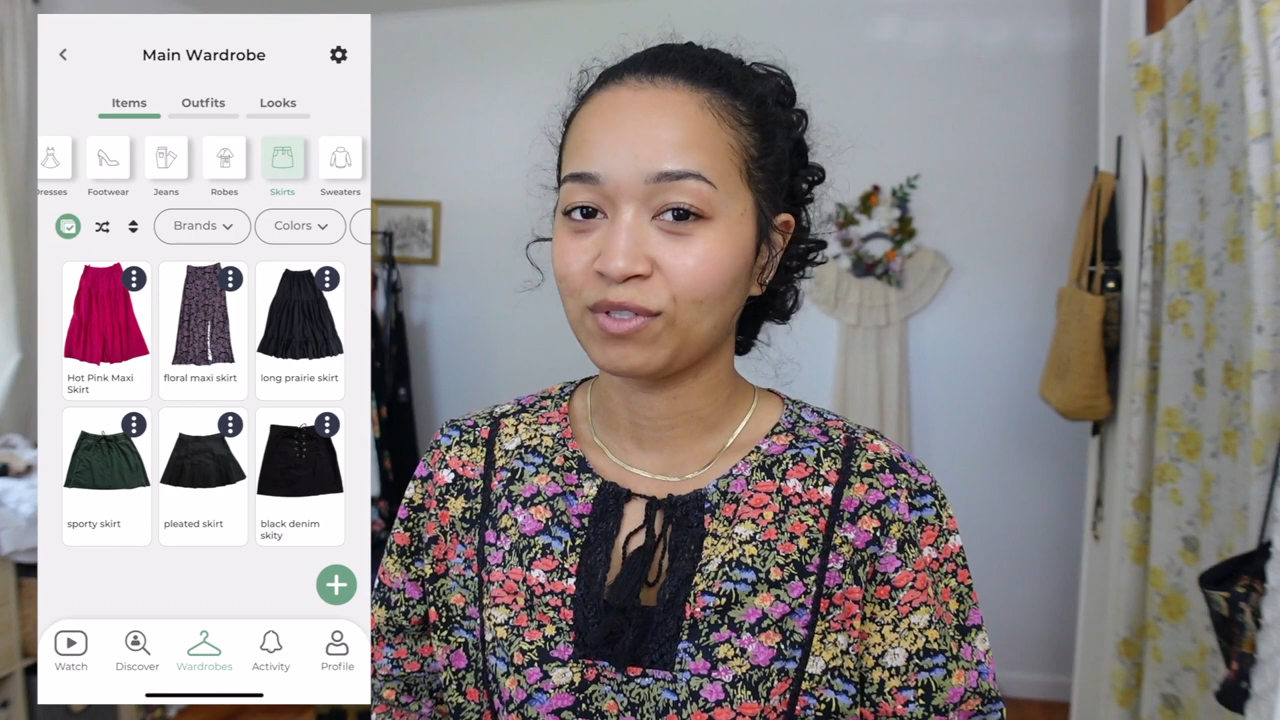 Main Wardrobe
Items Outfits Looks
resses Footwear Jeans Robes Skirts Sweaters
Brands Colors
Hot Pink Maxi
Skirt
floral maxi skirt
long prairie skirt
sporty skirt
pleated skirt
black denim
skity
Watch Discover Wardrobes Activity Profile